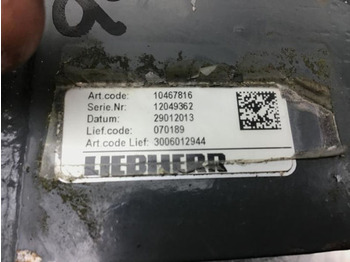 Art.code: 10467816
Serie.Nr: 12049362
Datum: 29012013
Lief.code: 070189
Art.code Lief: 3006012944
LIEBHERR